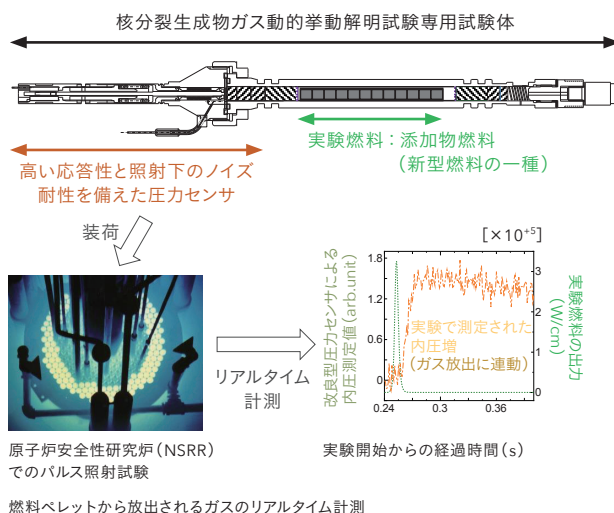 核分裂生成物ガス動的挙動解明試験専用試験体
実験燃料：添加物燃料
（新型燃料の一種）
高い応答性と照射下のノイズ
耐性を備えた圧力センサ
装荷
リアルタイム
計測
[×10⁺⁵]
改良型圧力センサによる
内圧測定値(arb.unit)
1.8
1.2
0.6
0
実験で測定された
内圧増
(ガス放出に連動)
3
2
1
0
実験燃料の出力
(W/cm)
0.24
0.3
0.36
実験開始からの経過時間(s)
原子炉安全性研究炉(NSRR)
でのパルス照射試験
燃料ペレットから放出されるガスのリアルタイム計測